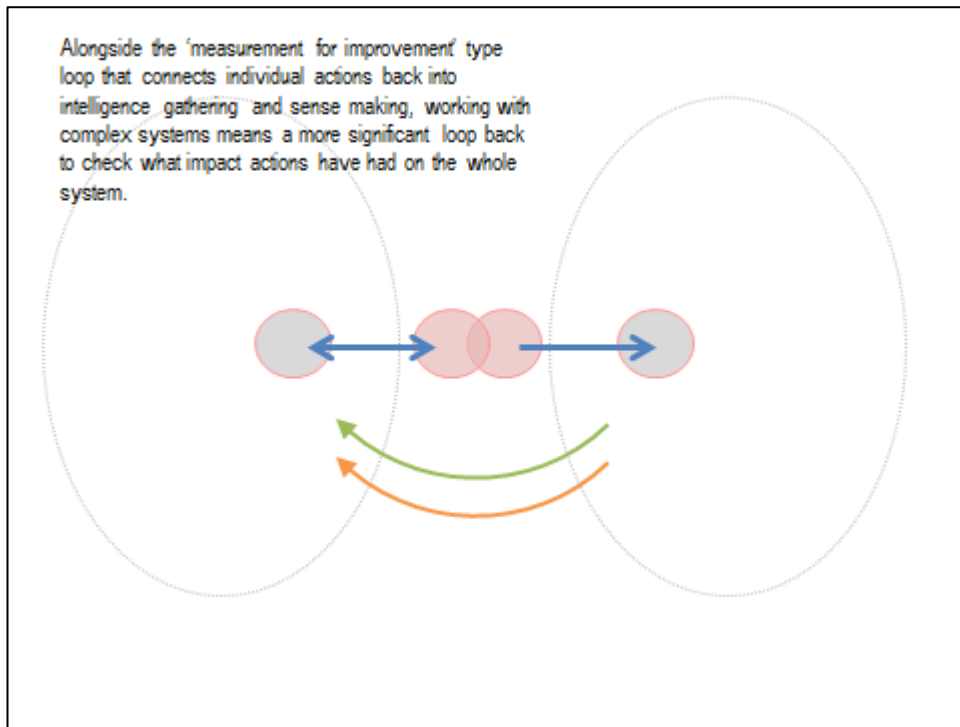 Alongside the ‘measurement for improvement’ type
loop that connects individual actions back into
intelligence gathering and sense making, working with
complex systems means a more significant loop back
to check what impact actions have had on the whole
system.